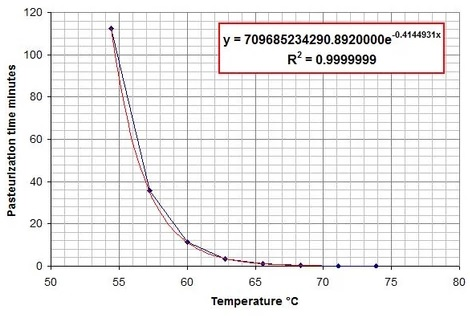 y = 709685234290.8920000e^-0.4144931x
R² = 0.9999999
120
100
80
60
40
20
0
50 55 60 65 70 75 80
Pasteurization time minutes
Temperature °C